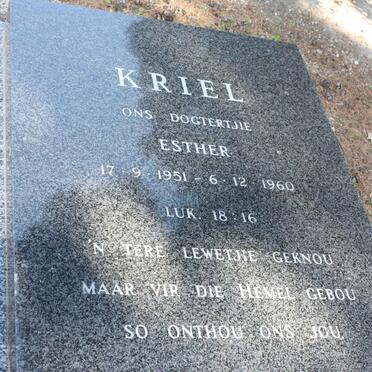 KRIEL
ONS DOGTERTJIE
ESTHER
17·9·1951 - 6·12·1960
LUK. 18:16
'N TERE LEWETJIE GEKNOU
MAAR VIR DIE HEMEL GEBOU
SO ONTHOU ONS JOU.